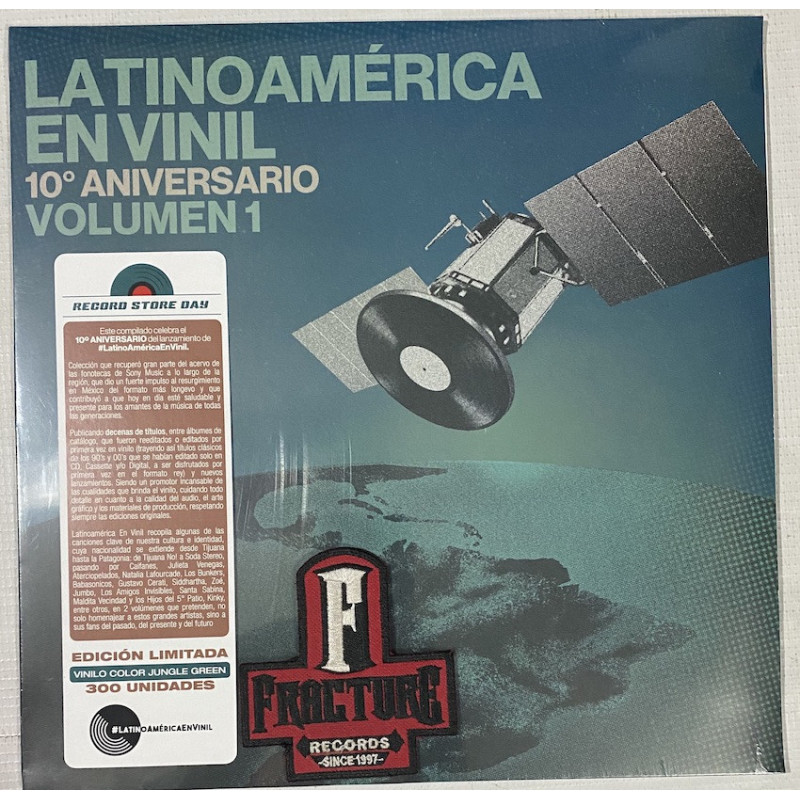 LATINOAMÉRICA
EN VINIL
10° ANIVERSARIO
VOLUMEN 1
RECORD STORE DAY
Este compilado celebra el
10º ANIVERSARIO del lanzamiento de
#LatinoAméricaEnVinil.
Colección que recuperó gran parte del acervo de
las fonotecas de Sony Music a lo largo de la
región, que dio un fuerte impulso al resurgimiento
en México del formato más longevo y que
contribuyó a que hoy en día esté saludable y
presente para los amantes de la música de todas
las generaciones.
Publicando decenas de títulos, entre álbumes de
catálogo, que fueron reeditados o editados por
primera vez en vinilo (trayendo así títulos clásicos
de los 90's y 00's que se habían editado solo en
CD, Cassette y/o Digital, a ser disfrutados por
primera vez en el formato rey) y nuevos
lanzamientos. Siendo un promotor incansable de
las cualidades que brinda el vinilo, cuidando todo
detalle en cuanto a la calidad del audio, el arte
gráfico y los materiales de producción, respetando
siempre las ediciones originales.
Latinoamérica En Vinil recopila algunas de las
canciones clave de nuestra cultura e identidad,
cuya nacionalidad se extiende desde Tijuana
hasta la Patagonia: de Tijuana No! a Soda Stereo,
pasando por Caifanes, Julieta Venegas,
Aterciopelados, Natalia Lafourcade, Los Bunkers,
Babasonicos, Gustavo Cerati, Siddhartha, Zoé,
Jumbo, Los Amigos Invisibles, Santa Sabina,
Maldita Vecindad y los Hijos del 5º Patio, Kinky,
entre otros, en 2 volúmenes que pretenden, no
solo homenajear a estos grandes artistas, sino a
sus fans del pasado, del presente y del futuro
EDICIÓN LIMITADA
VINILO COLOR JUNGLE GREEN
300 UNIDADES
#LATINOAMÉRICAENVINIL
F
FRACTURE
RECORDS
-SINCE 1997-